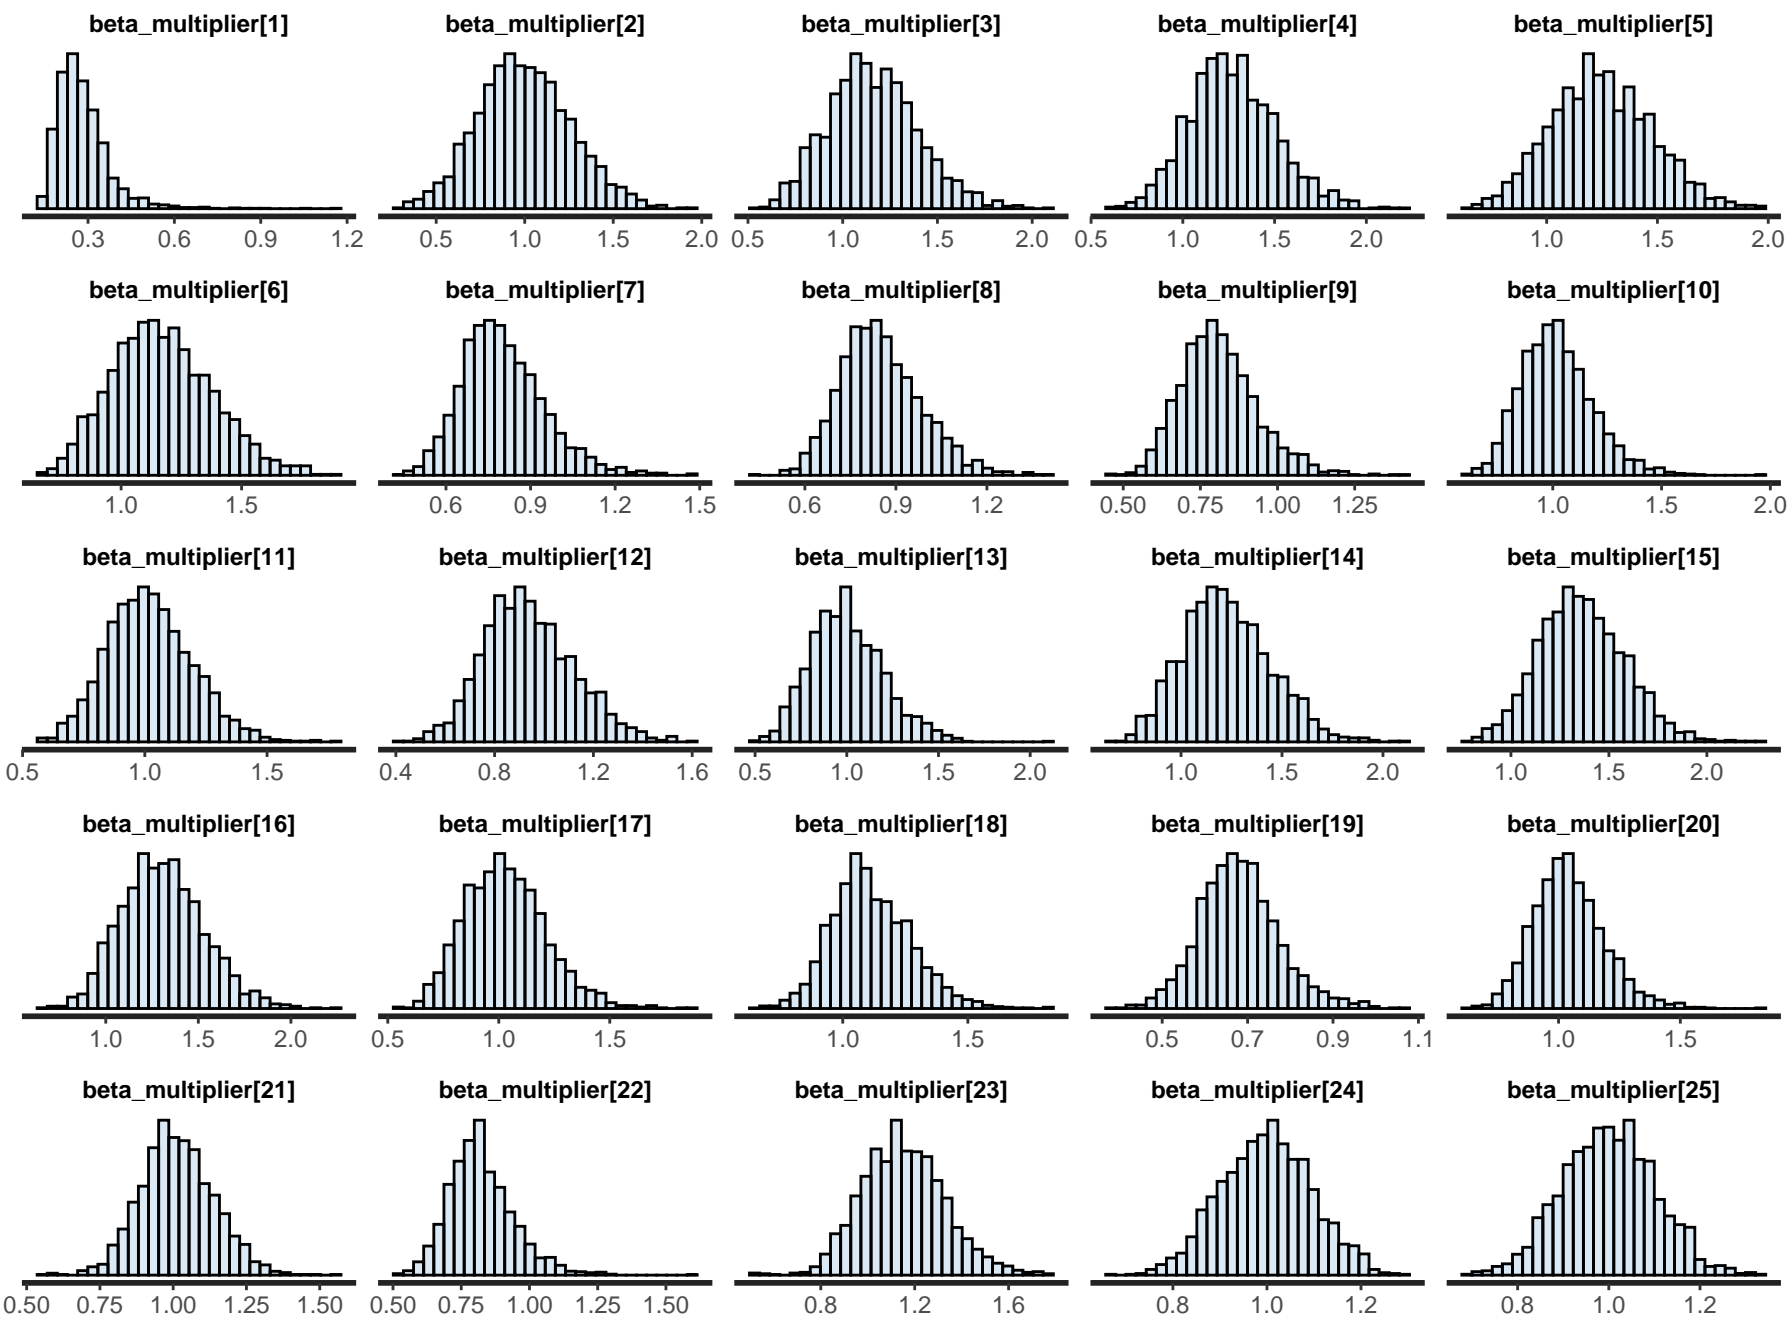 beta_multiplier[1] beta_multiplier[2] beta_multiplier[3] beta_multiplier[4] beta_multiplier[5]
0.3 0.6 0.9 1.2 0.5 1.0 1.5 2.0 0.5 1.0 1.5 2.0 0.5 1.0 1.5 2.0 1.0 1.5 2.0
beta_multiplier[6] beta_multiplier[7] beta_multiplier[8] beta_multiplier[9] beta_multiplier[10]
1.0 1.5 0.6 0.9 1.2 1.5 0.6 0.9 1.2 0.50 0.75 1.00 1.25 1.0 1.5 2.0
beta_multiplier[11] beta_multiplier[12] beta_multiplier[13] beta_multiplier[14] beta_multiplier[15]
0.5 1.0 1.5 0.4 0.8 1.2 1.6 0.5 1.0 1.5 2.0 1.0 1.5 2.0 1.0 1.5 2.0
beta_multiplier[16] beta_multiplier[17] beta_multiplier[18] beta_multiplier[19] beta_multiplier[20]
1.0 1.5 2.0 0.5 1.0 1.5 1.0 1.5 0.5 0.7 0.9 1.1 1.0 1.5
beta_multiplier[21] beta_multiplier[22] beta_multiplier[23] beta_multiplier[24] beta_multiplier[25]
0.50 0.75 1.00 1.25 1.50 0.50 0.75 1.00 1.25 1.50 0.8 1.2 1.6 0.8 1.0 1.2 0.8 1.0 1.2